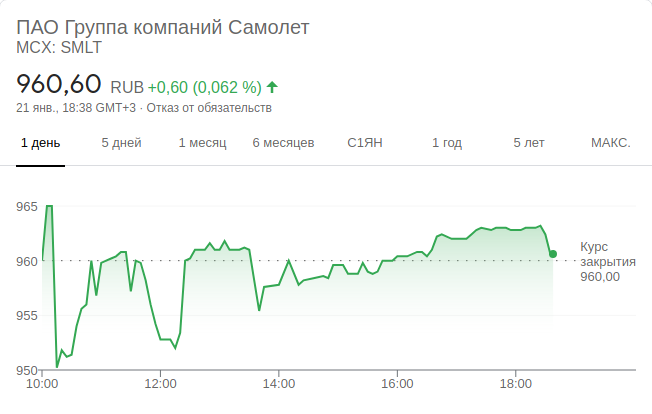 ПАО Группа компаний Самолет
MCX: SMLT
960,60 RUB +0,60 (0,062 %)
21 янв., 18:38 GMT+3 · Отказ от обязательств
1 день 5 дней 1 месяц 6 месяцев С1ЯН 1 год 5 лет МАКС.
965
960
955
950
Курс
закрытия
960,00
10:00 12:00 14:00 16:00 18:00